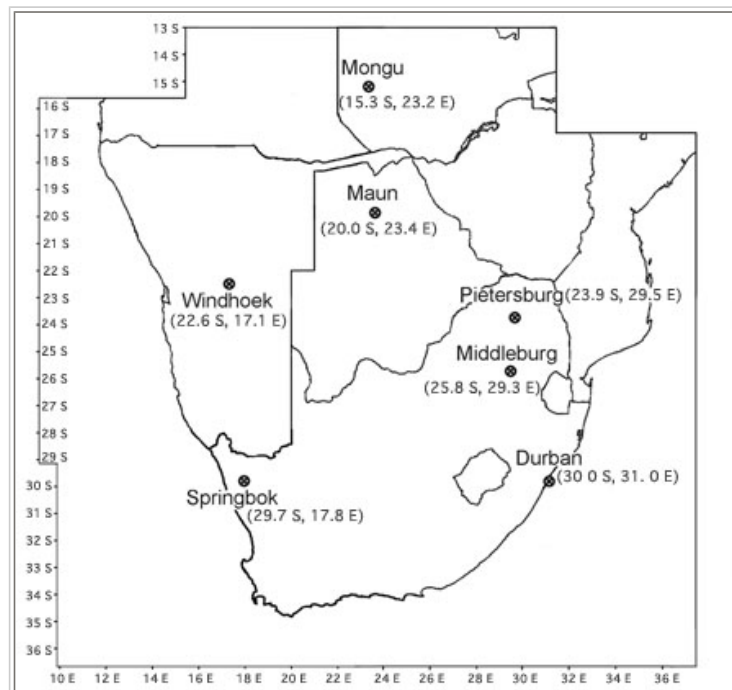 13 S
14 S
15 S
Mongu
(15.3 S, 23.2 E)
16 S
17 S
18 S
19 S
Maun
20 S
(20.0 S, 23.4 E)
21 S
22 S
Windhoek
Pietersburg (23.9 S, 29.5 E)
23 S
(22.6 S, 17.1 E)
24 S
25 S
Middleburg
26 S
(25.8 S, 29.3 E)
27 S
28 S
29 S
Durban
(30 0 S, 31. 0 E)
30 S
Springbok
(29.7 S, 17.8 E)
31 S
32 S
33 S
34 S
35 S
36 S
10 E 12 E 14 E 16 E 18 E 20 E 22 E 24 E 26 E 28 E 30 E 32 E 34 E 36 E